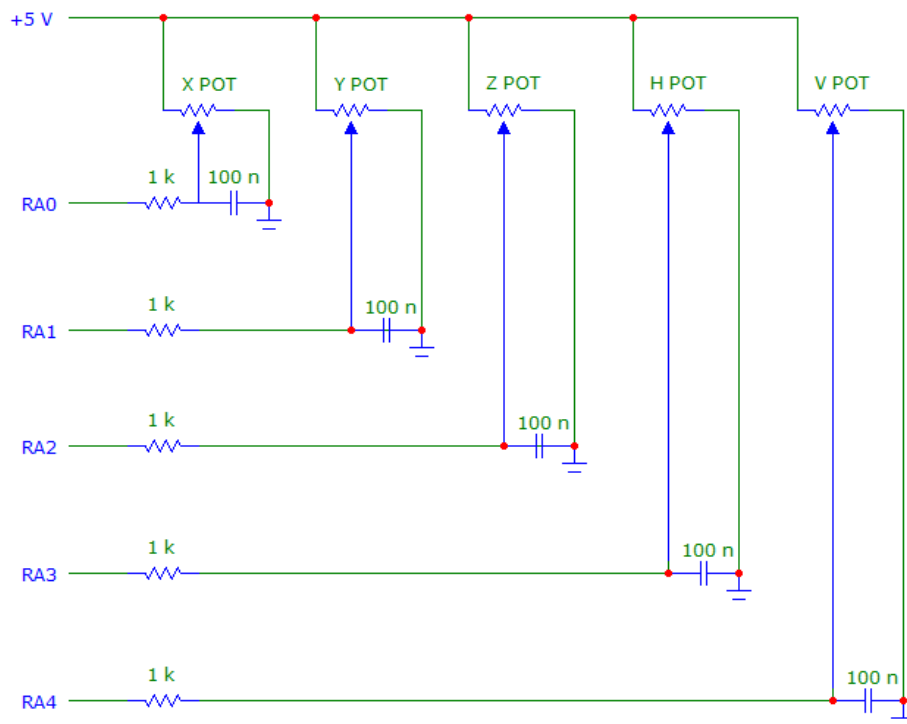 +5 V
X POT Y POT Z POT H POT V POT
1 k 100 n
RA0
1 k 100 n
RA1
1 k 100 n
RA2
1 k 100 n
RA3
1 k 100 n
RA4